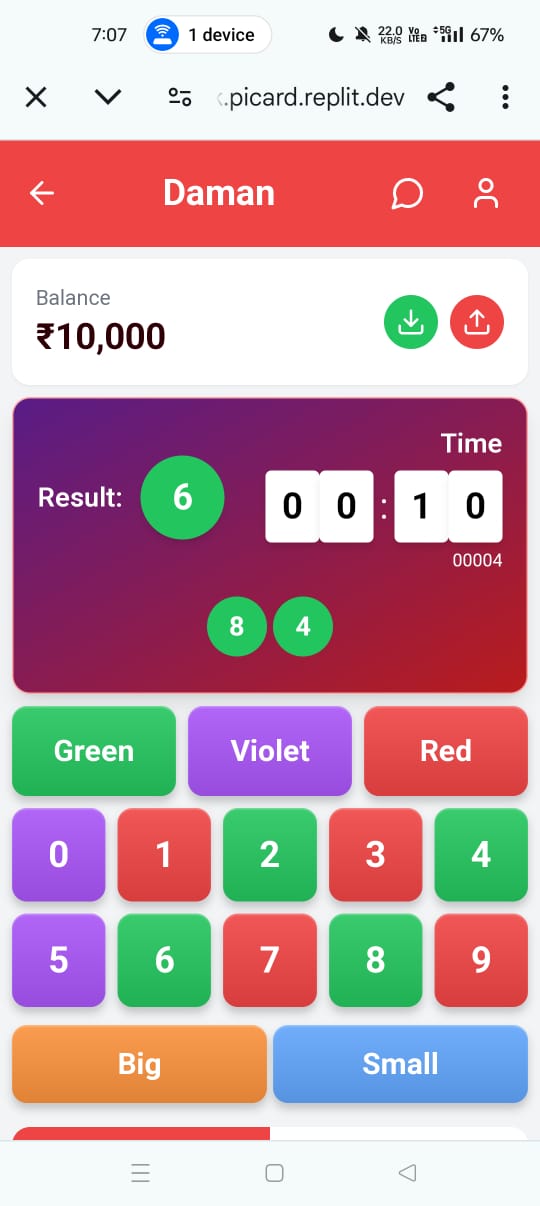 7:07 1 device 22.0 KB/S Vo LTE 5G 67%
.picard.replit.dev
Daman
Balance
₹10,000
Time
Result: 6 0 0 : 1 0
00004
8 4
Green Violet Red
0 1 2 3 4
5 6 7 8 9
Big Small